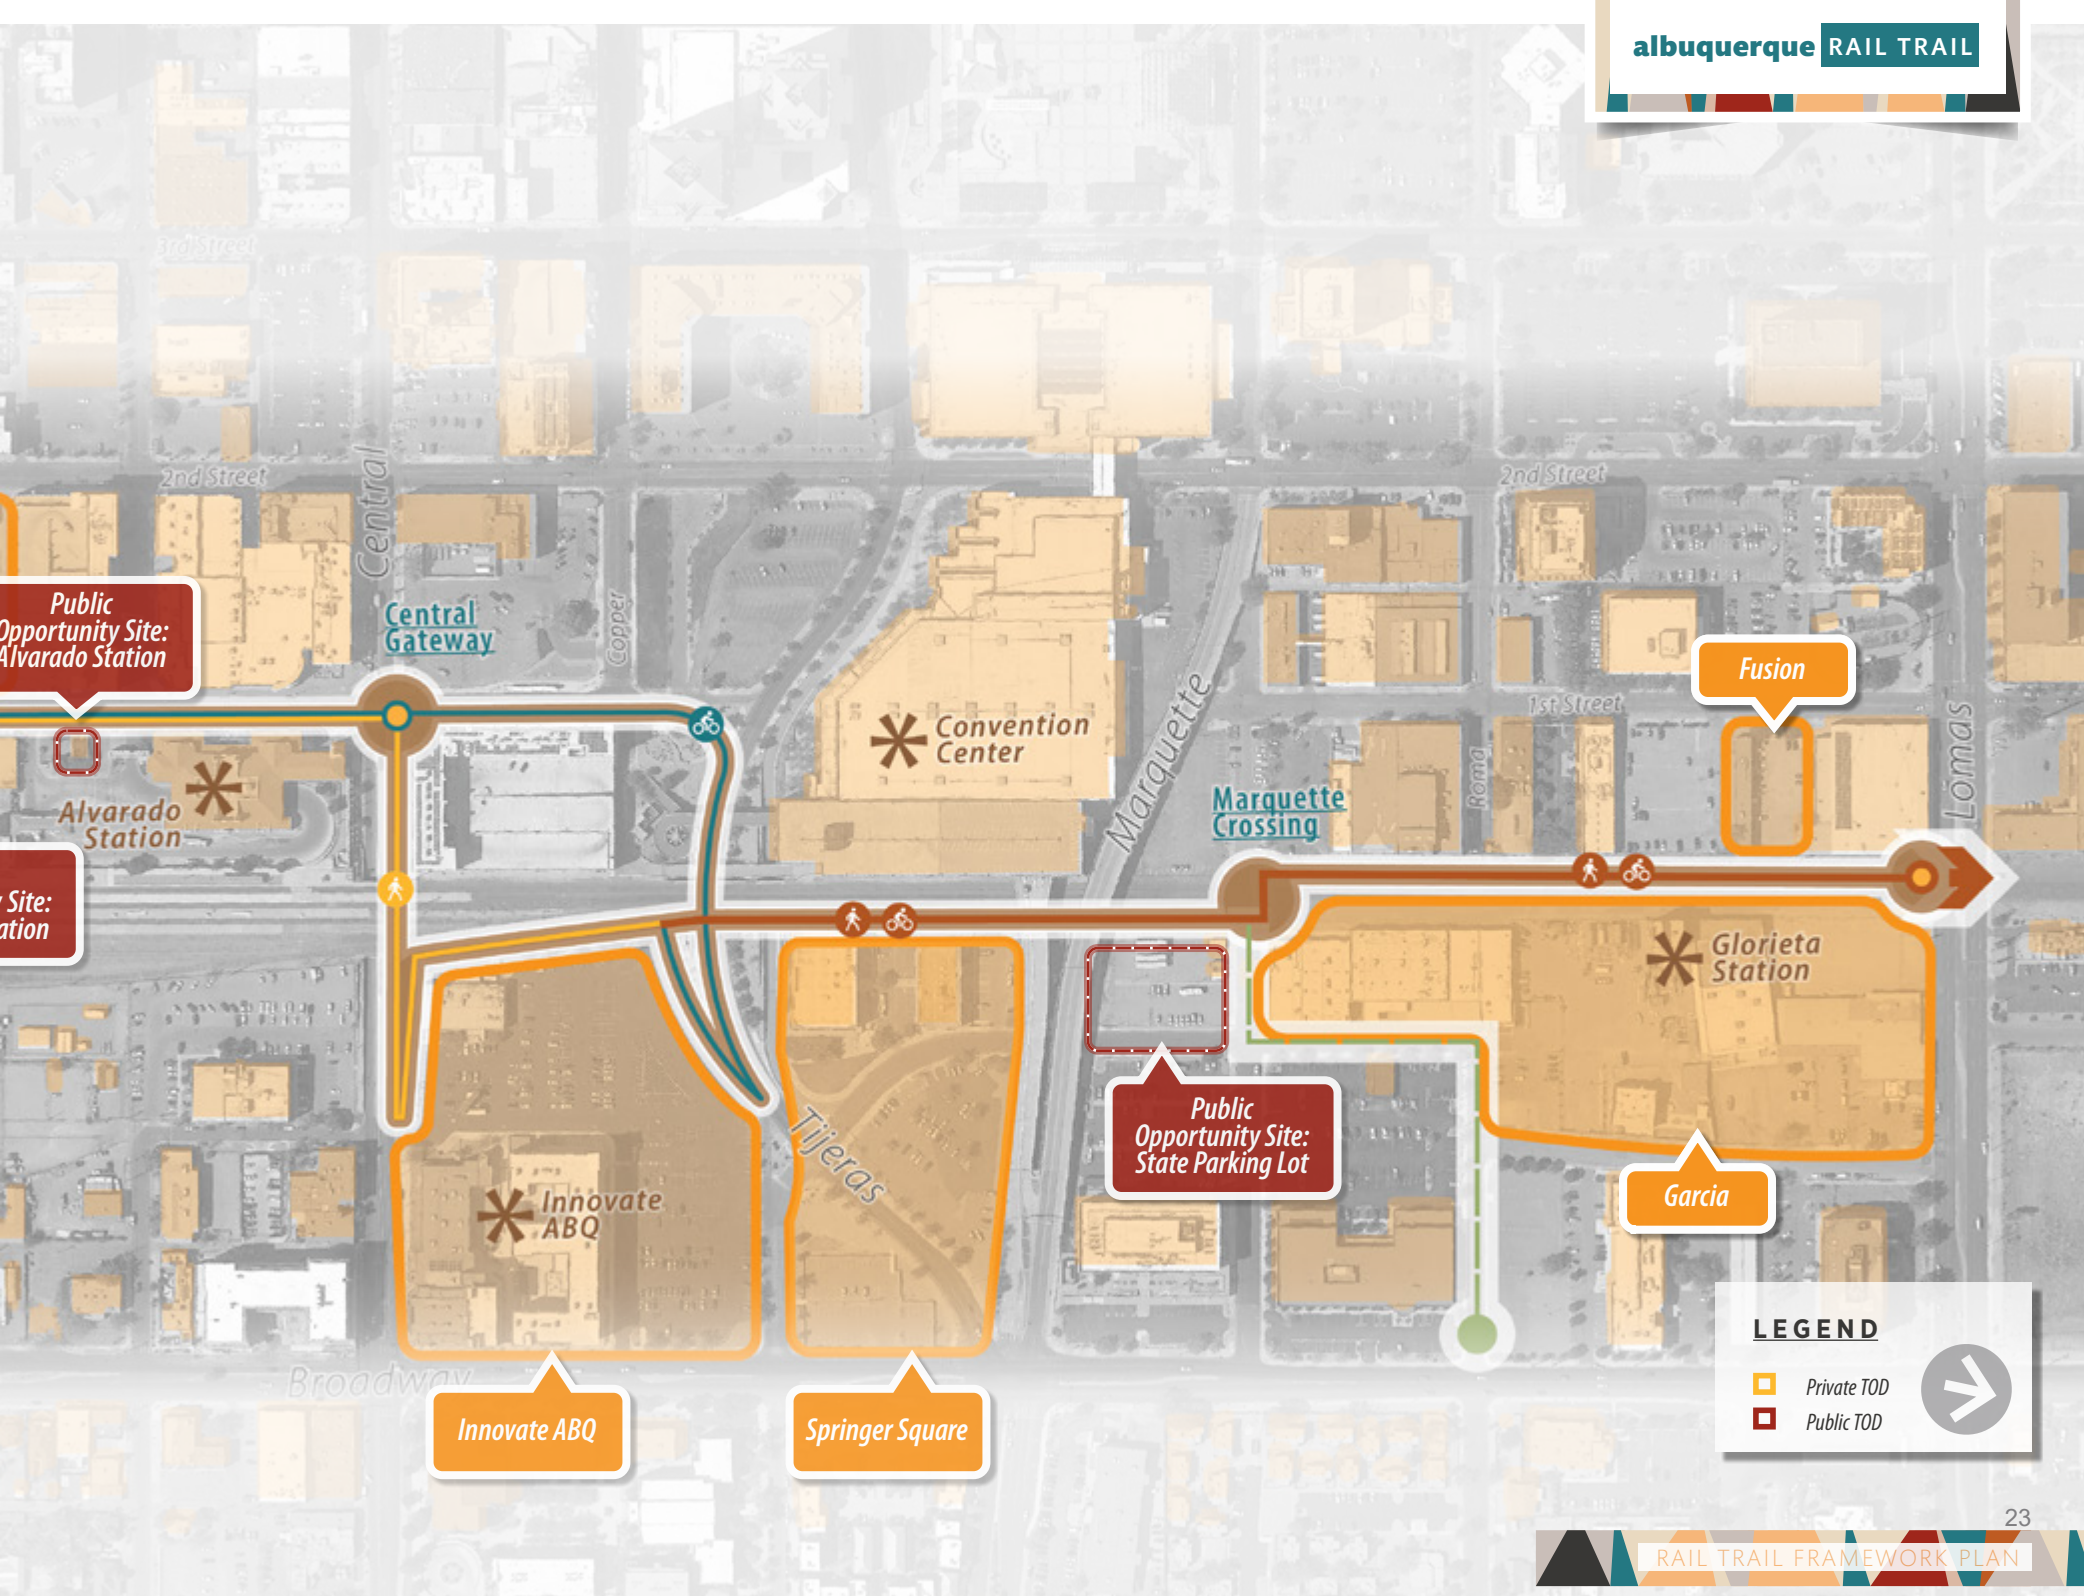 albuquerque RAIL TRAIL
3rd Street
2nd Street
2nd Street
Central
Copper
Public
Opportunity Site:
Alvarado Station
Central
Gateway
Fusion
1st Street
Convention
Center
Marquette
Marquette
Crossing
Roma
Lomas
Alvarado
Station
Site:
ation
Glorieta
Station
Public
Opportunity Site:
State Parking Lot
Tijeras
Garcia
Innovate
ABQ
Broadway
Innovate ABQ
Springer Square
LEGEND
Private TOD
Public TOD
23
RAIL TRAIL FRAMEWORK PLAN